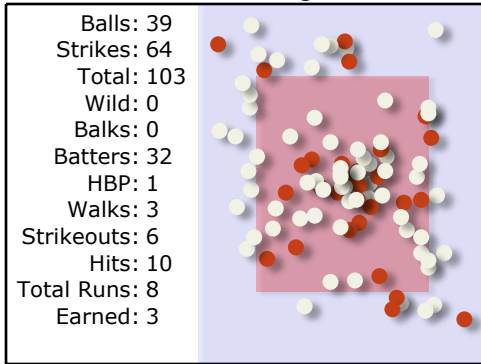 Balls: 39
Strikes: 64
Total: 103
Wild: 0
Balks: 0
Batters: 32
HBP: 1
Walks: 3
Strikeouts: 6
Hits: 10
Total Runs: 8
Earned: 3